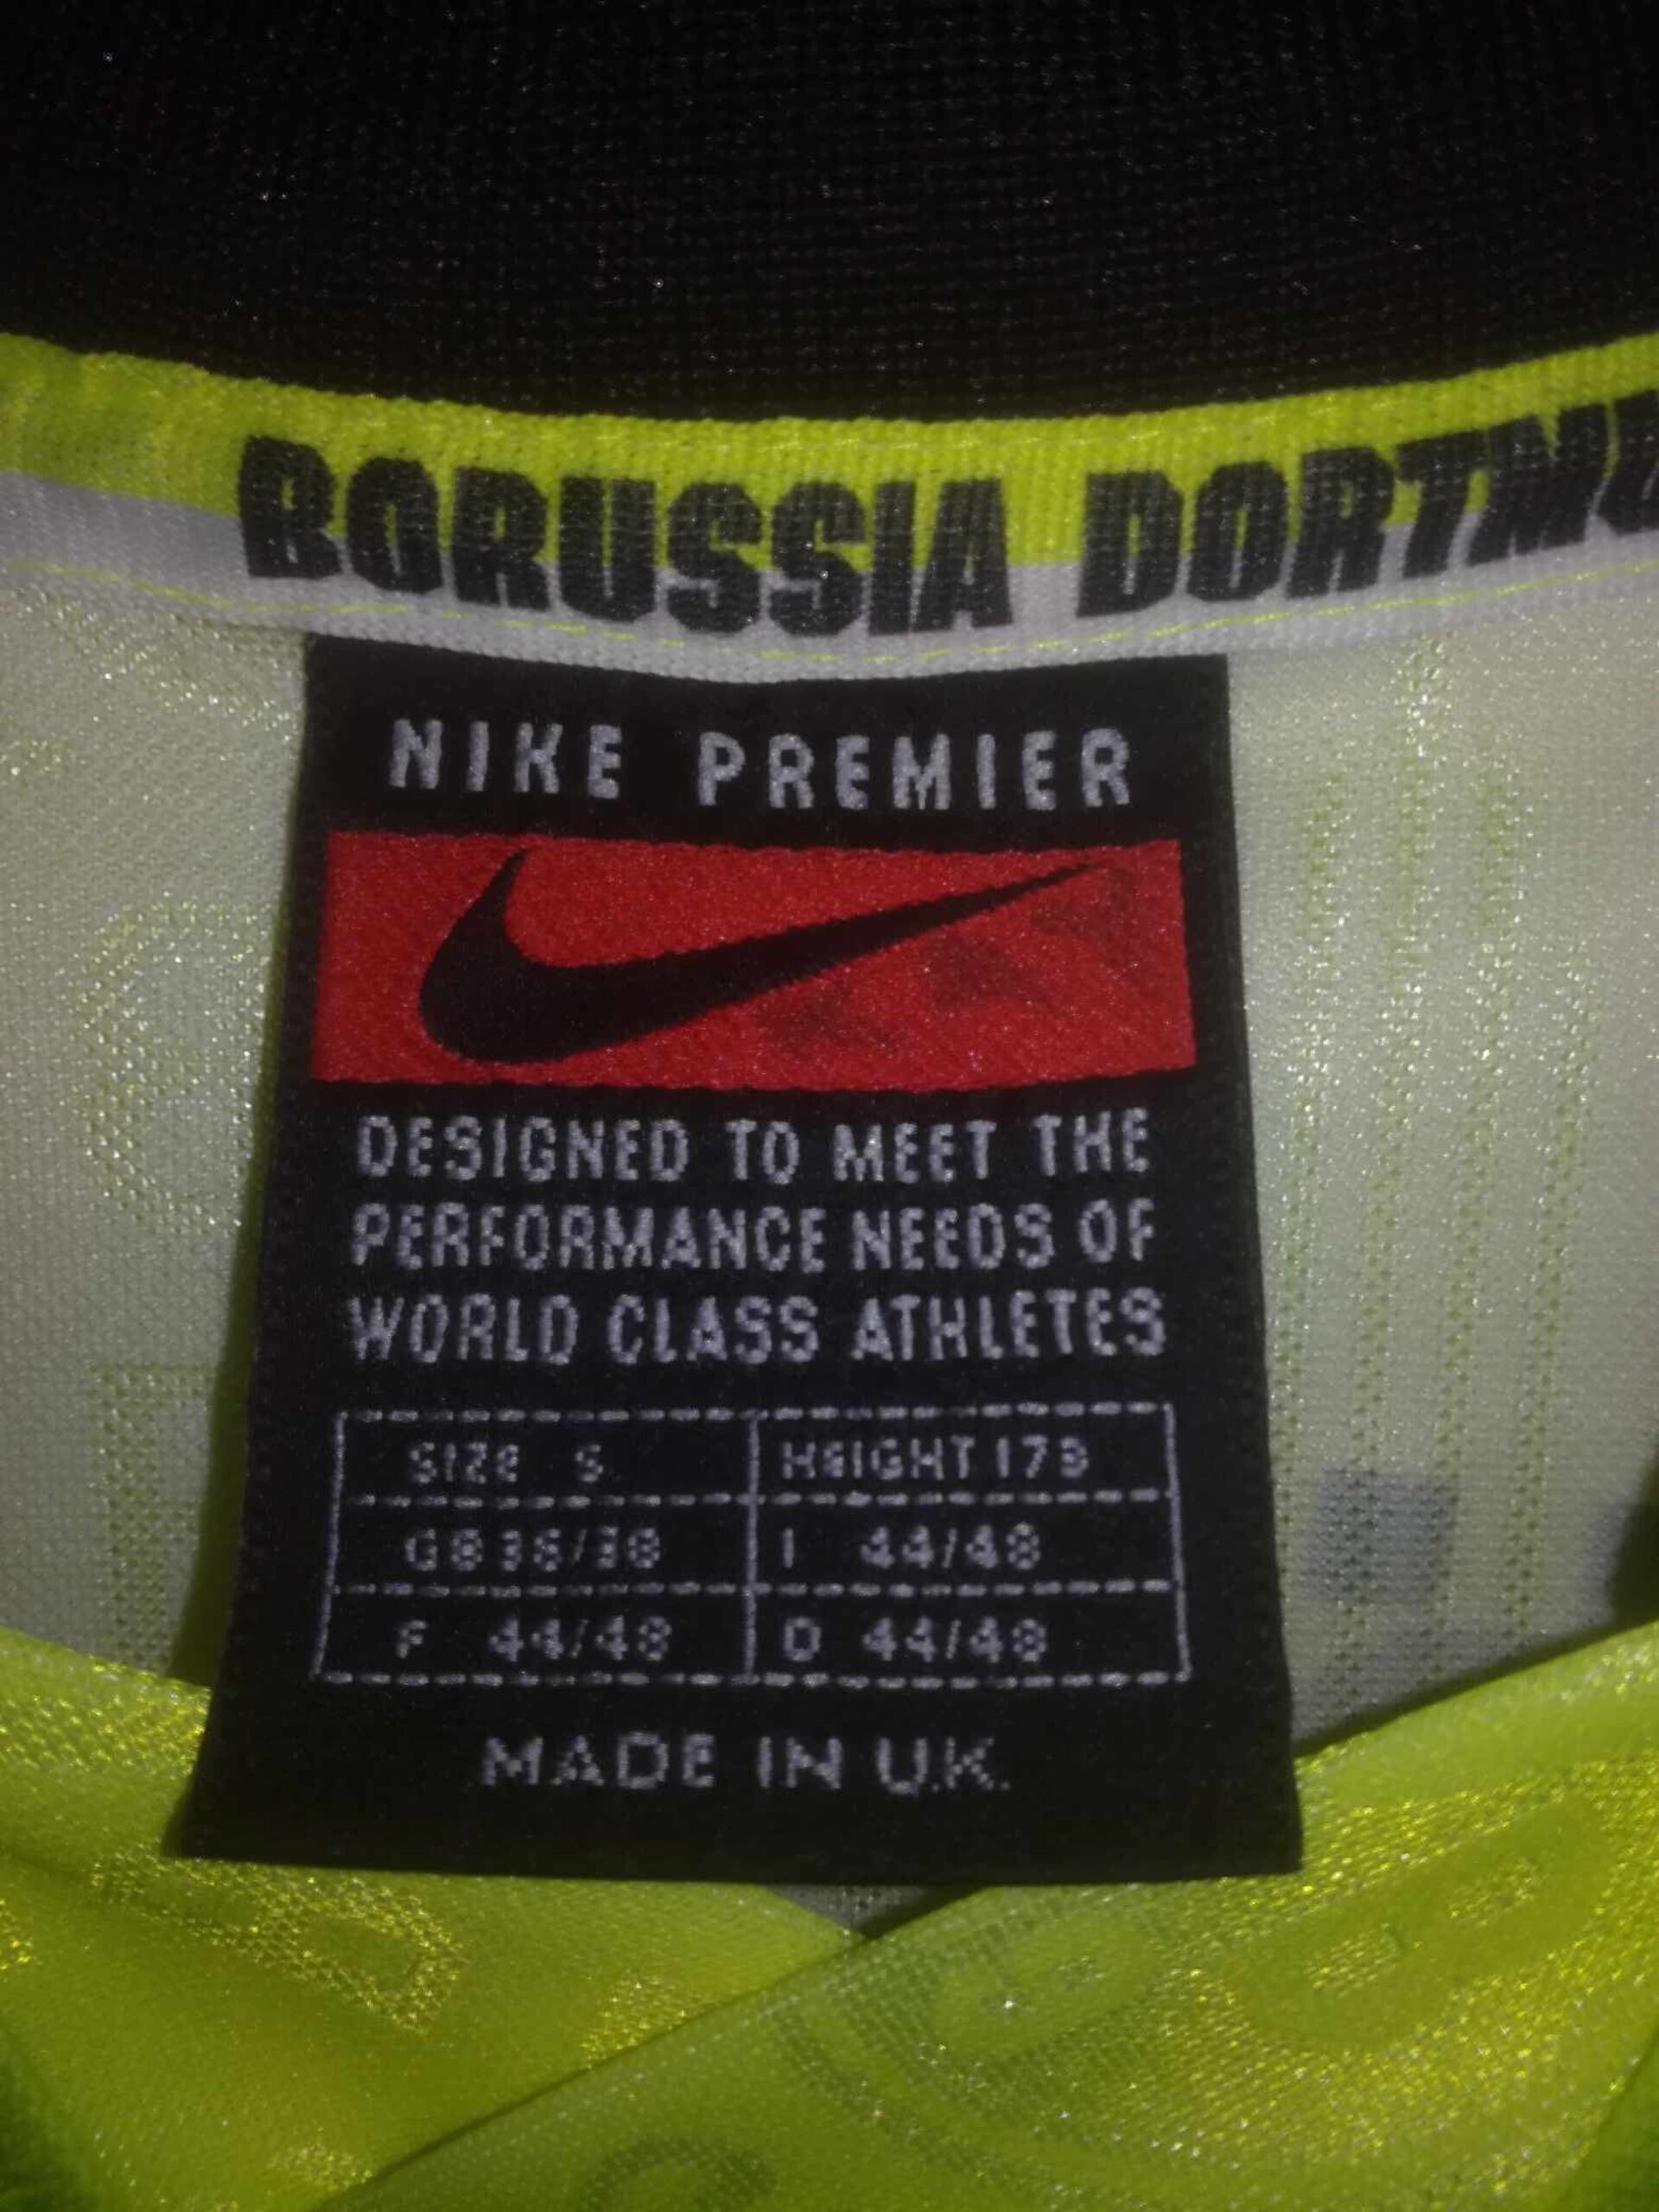 BORUSSIA DORTMU
NIKE PREMIER
DESIGNED TO MEET THE
PERFORMANCE NEEDS OF
WORLD CLASS ATHLETES
SIZE S HEIGHT 173
GB 36/38 I 44/48
F 44/48 D 44/48
MADE IN U.K.